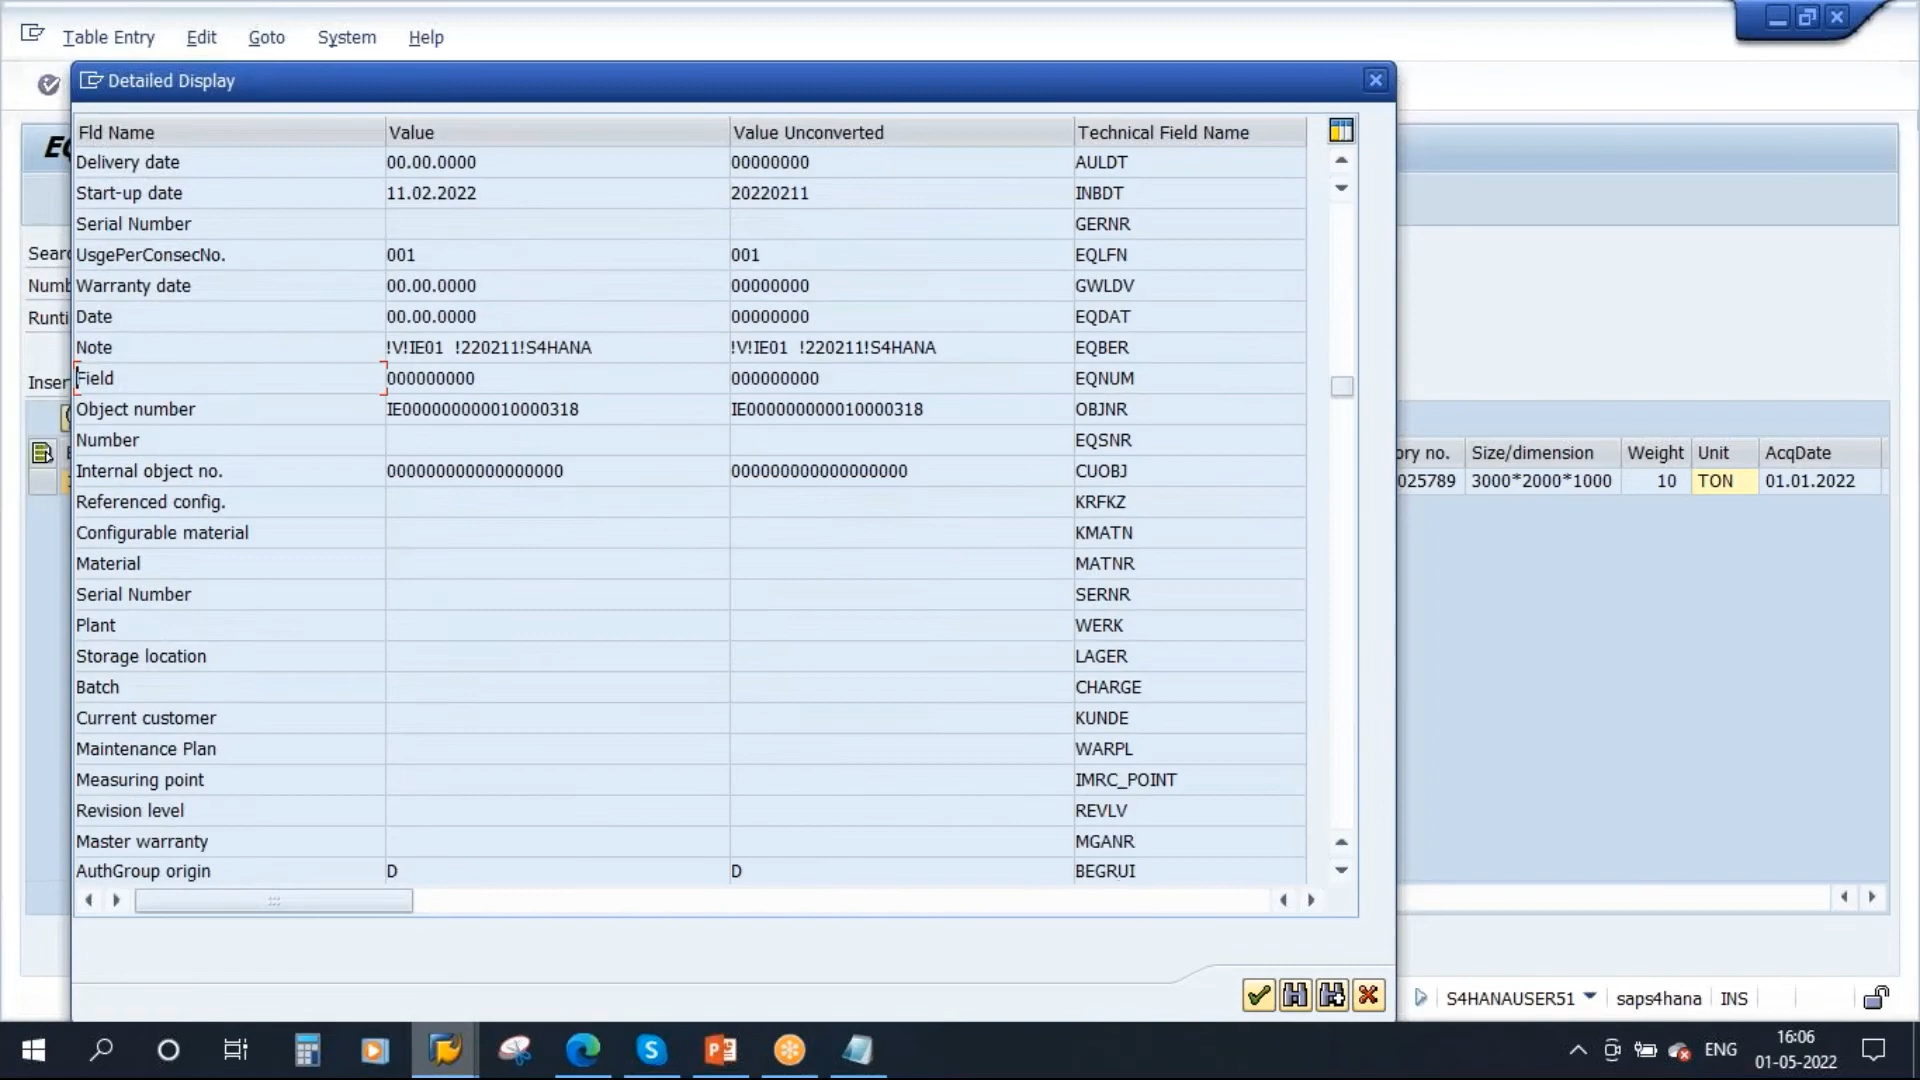 Table Entry Edit Goto System Help
Detailed Display
Fld Name Value Value Unconverted Technical Field Name
Delivery date 00.00.0000 00000000 AULDT
Start-up date 11.02.2022 20220211 INBDT
Serial Number GERNR
UsgePerConsecNo. 001 001 EQLFN
Warranty date 00.00.0000 00000000 GWLDV
Date 00.00.0000 00000000 EQDAT
Note !V!IE01 !220211!S4HANA !V!IE01 !220211!S4HANA EQBER
Field 000000000 000000000 EQNUM
Object number IE000000000010000318 IE000000000010000318 OBJNR
Number EQSNR
Internal object no. 000000000000000000 000000000000000000 CUOBJ
Referenced config. KRFKZ
Configurable material KMATN
Material MATNR
Serial Number SERNR
Plant WERK
Storage location LAGER
Batch CHARGE
Current customer KUNDE
Maintenance Plan WARPL
Measuring point IMRC_POINT
Revision level REVLV
Master warranty MGANR
AuthGroup origin D D BEGRUI
EQ
Sear
Numb
Runti
Inser
ory no. Size/dimension Weight Unit AcqDate
025789 3000*2000*1000 10 TON 01.01.2022
S4HANAUSER51 saps4hana INS
ENG 16:06
01-05-2022